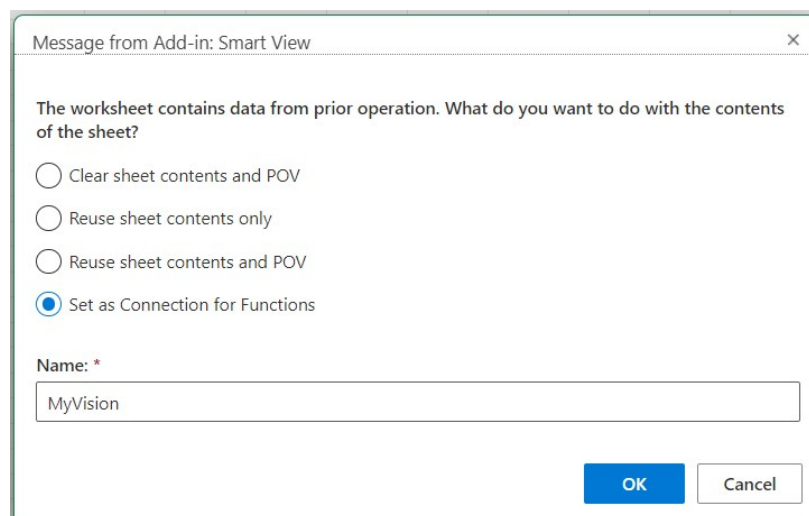 Message from Add-in: Smart View
The worksheet contains data from prior operation. What do you want to do with the contents
of the sheet?
Clear sheet contents and POV
Reuse sheet contents only
Reuse sheet contents and POV
Set as Connection for Functions
Name: *
MyVision
OK Cancel